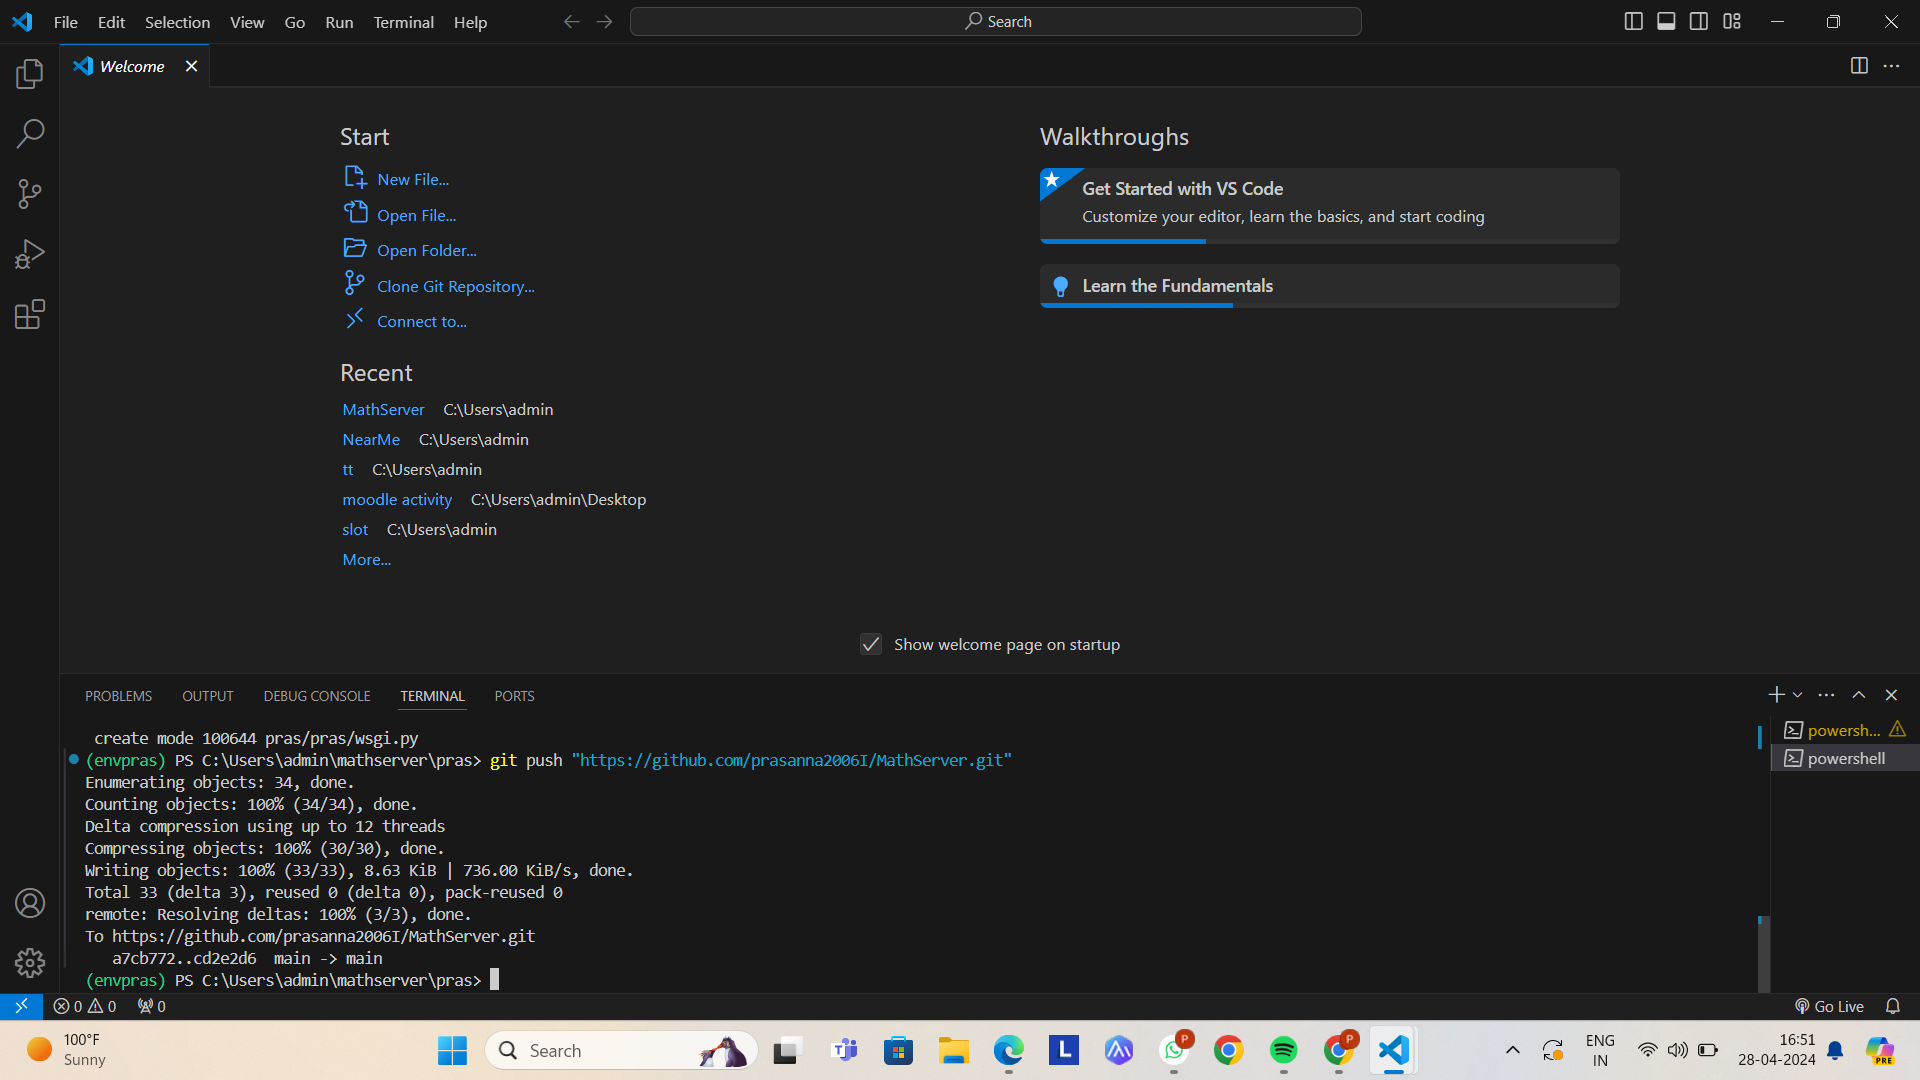 File Edit Selection View Go Run Terminal Help
Search
Welcome
Start
New File...
Open File...
Open Folder...
Clone Git Repository...
Connect to...
Recent
MathServer C:\Users\admin
NearMe C:\Users\admin
tt C:\Users\admin
moodle activity C:\Users\admin\Desktop
slot C:\Users\admin
More...
Walkthroughs
Get Started with VS Code
Customize your editor, learn the basics, and start coding
Learn the Fundamentals
Show welcome page on startup
PROBLEMS OUTPUT DEBUG CONSOLE TERMINAL PORTS
create mode 100644 pras/pras/wsgi.py
(envpras) PS C:\Users\admin\mathserver\pras> git push "https://github.com/prasanna2006I/MathServer.git"
Enumerating objects: 34, done.
Counting objects: 100% (34/34), done.
Delta compression using up to 12 threads
Compressing objects: 100% (30/30), done.
Writing objects: 100% (33/33), 8.63 KiB | 736.00 KiB/s, done.
Total 33 (delta 3), reused 0 (delta 0), pack-reused 0
remote: Resolving deltas: 100% (3/3), done.
To https://github.com/prasanna2006I/MathServer.git
a7cb772..cd2e2d6 main -> main
(envpras) PS C:\Users\admin\mathserver\pras>
powersh...
powershell
0 0 0
Go Live
100°F
Sunny
Search
T
L
P
P
ENG
IN
16:51
28-04-2024
PRE